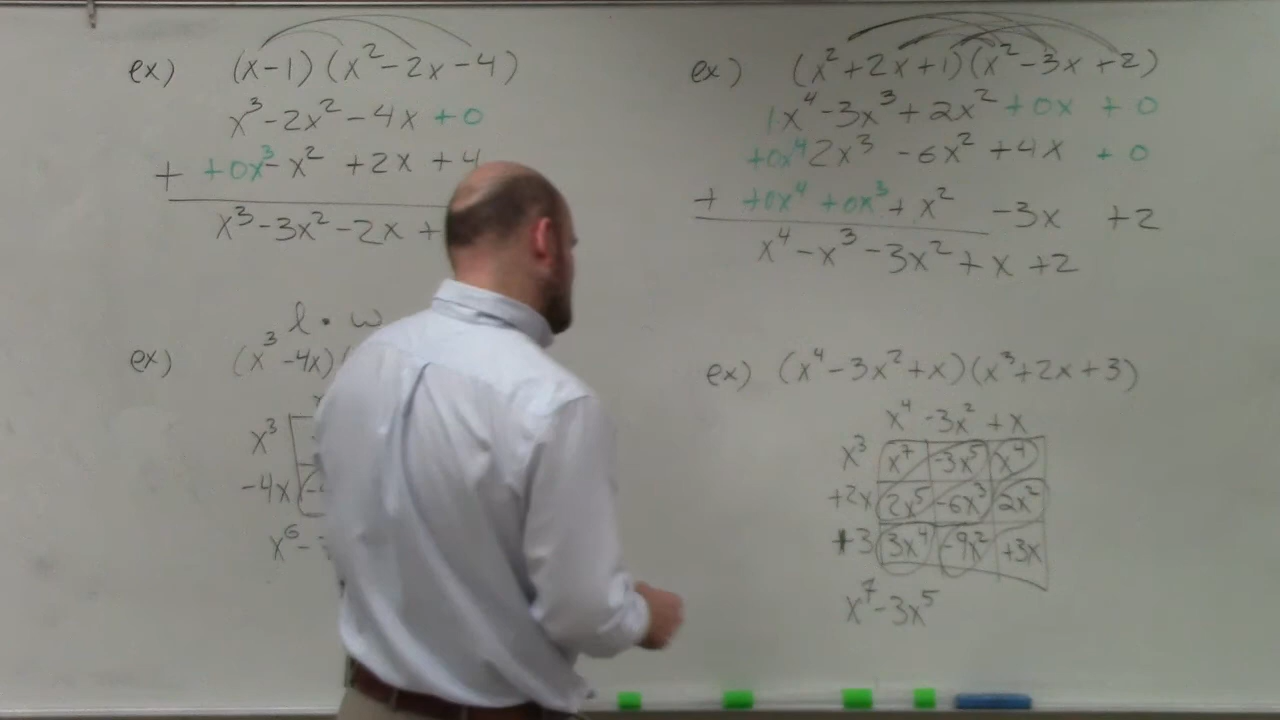 ex) (x-1)(x²-2x-4)
x³-2x²-4x+0
+ +0x³-x²+2x+4
x³-3x²-2x+
l·w
ex) (x³-4x)(
x³
-4x
x⁶-
ex) (x²+2x+1)(x²-3x+2)
1x⁴-3x³+2x²+0x+0
+0x⁴2x³-6x²+4x+0
+ +0x⁴+0x³+x²-3x+2
x⁴-x³-3x²+x+2
ex) (x⁴-3x²+x)(x³+2x+3)
x⁴ -3x² +x
x³ x⁷ -3x⁵ x⁴
+2x 2x⁵ -6x³ 2x²
+3 3x⁴ -9x² +3x
x⁷-3x⁵